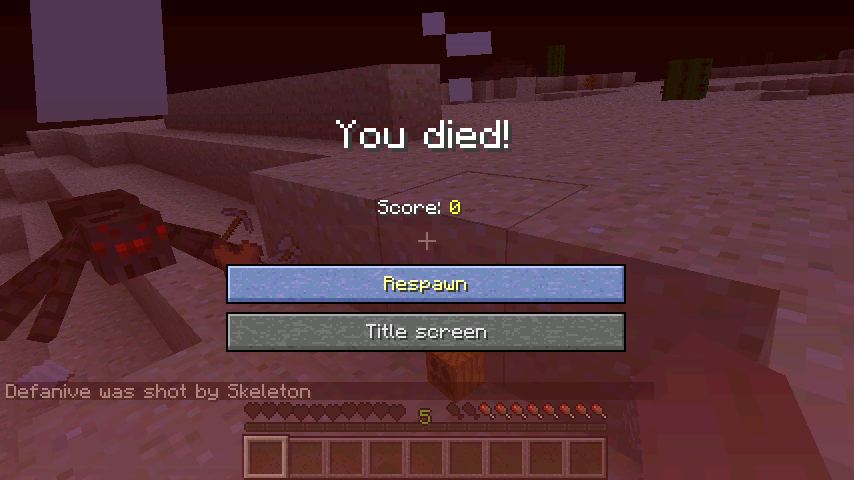 You died!
Score: 0
Respawn
Title screen
Defanive was shot by Skeleton
5